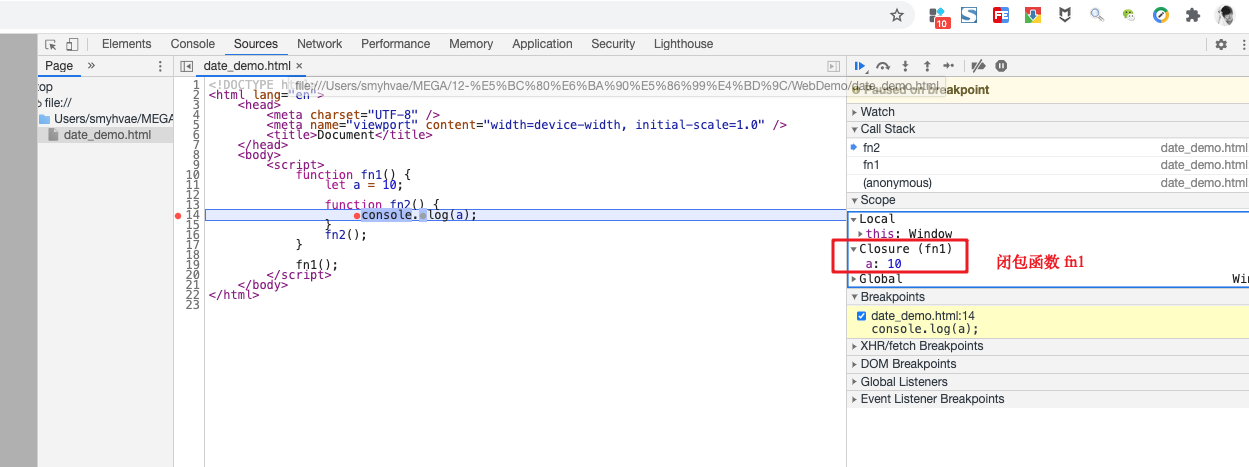 10
Elements Console Sources Network Performance Memory Application Security Lighthouse
Page »
date_demo.html ×
top
file://
Users/smyhvae/MEGA
date_demo.html
file:///Users/smyhvae/MEGA/12-%E5%BC%80%E6%BA%90%E5%86%99%E4%BD%9C/WebDemo/date_demo.html
1 <!DOCTYPE h
2 <html lang="en">
3 <head>
4 <meta charset="UTF-8" />
5 <meta name="viewport" content="width=device-width, initial-scale=1.0" />
6 <title>Document</title>
7 </head>
8 <body>
9 <script>
10 function fn1() {
11 let a = 10;
12
13 function fn2() {
14 console.log(a);
15 }
16 fn2();
17 }
18
19 fn1();
20 </script>
21 </body>
22 </html>
23
Paused on breakpoint
Watch
Call Stack
fn2 date_demo.html
fn1 date_demo.html
(anonymous) date_demo.html
Scope
Local
this: Window
Closure (fn1)
a: 10
闭包函数 fn1
Global Wi
Breakpoints
date_demo.html:14
console.log(a);
XHR/fetch Breakpoints
DOM Breakpoints
Global Listeners
Event Listener Breakpoints